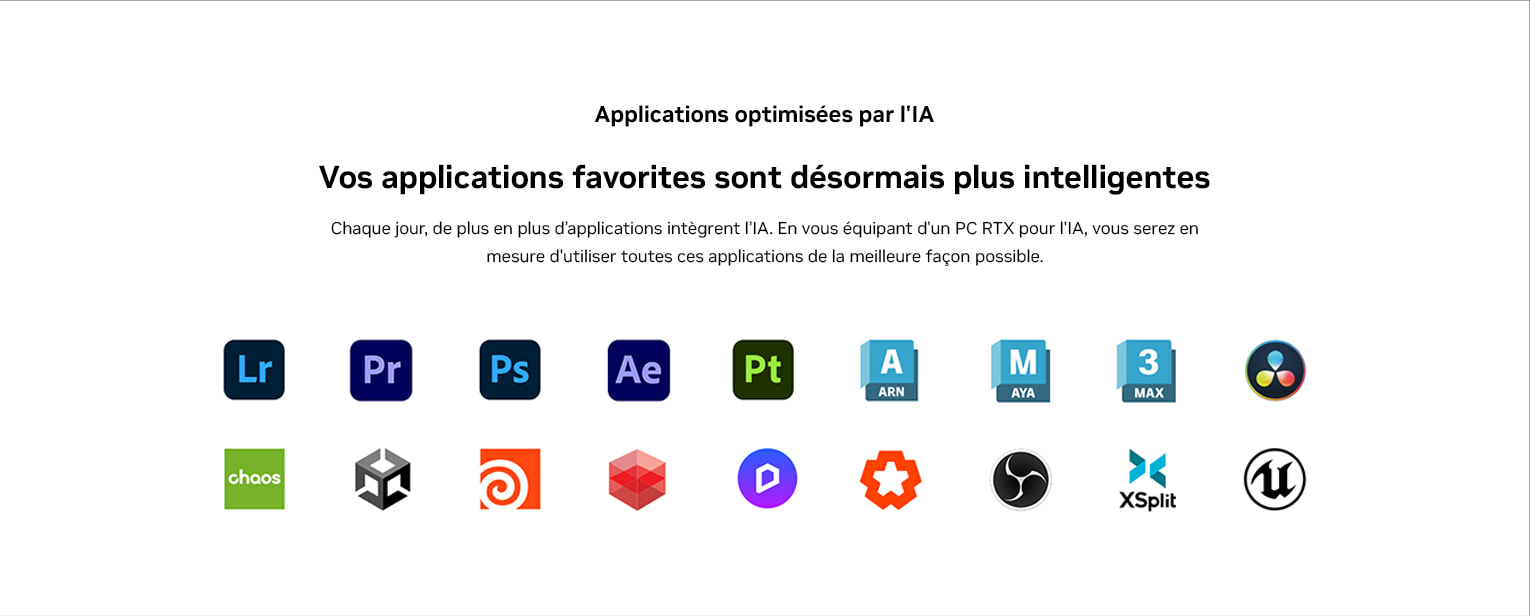 Applications optimisées par l'IA
Vos applications favorites sont désormais plus intelligentes
Chaque jour, de plus en plus d’applications intègrent l’IA. En vous équipant d'un PC RTX pour l'IA, vous serez en
mesure d'utiliser toutes ces applications de la meilleure façon possible.
Lr
Pr
Ps
Ae
Pt
A
ARN
M
AYA
3
MAX
chaos
XSplit